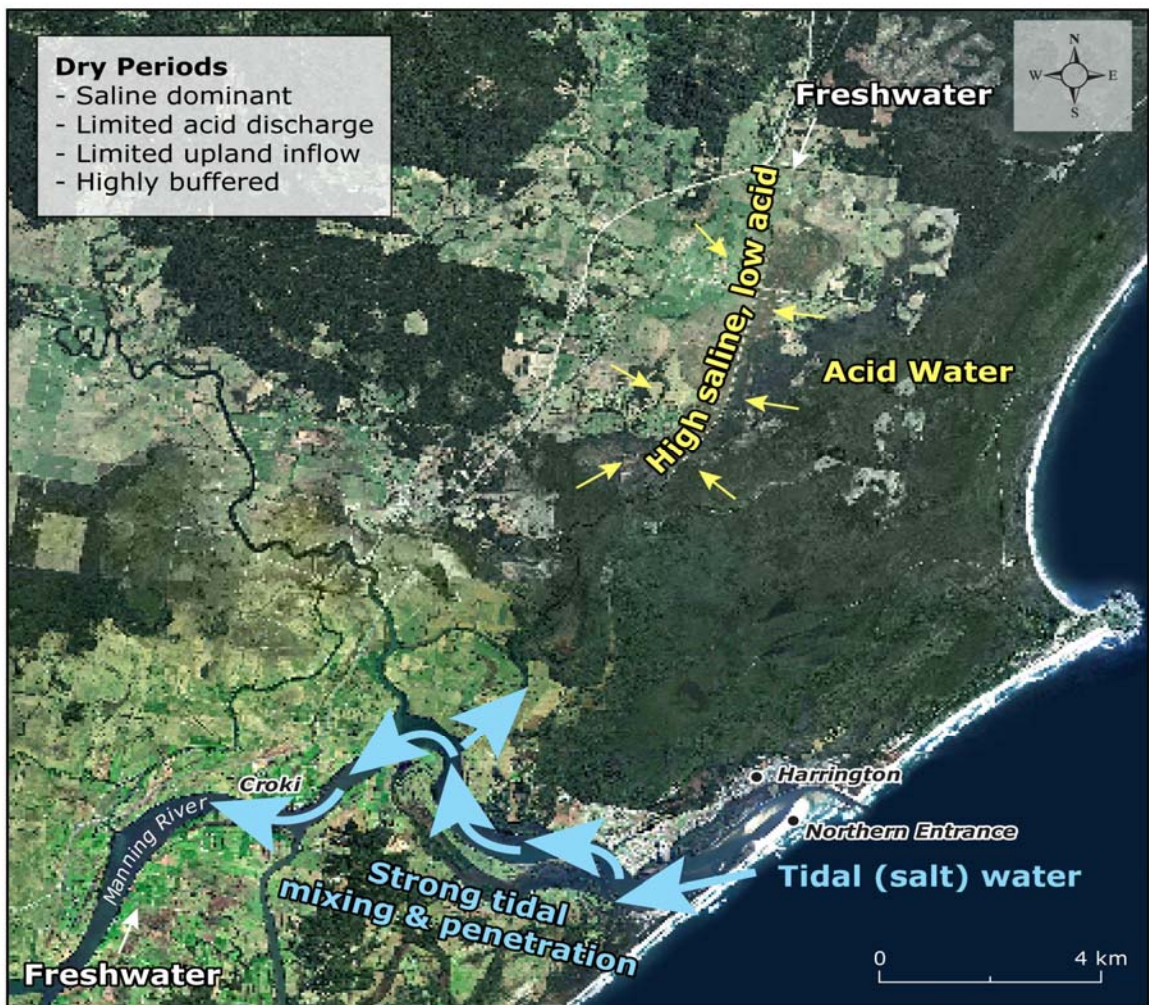 Dry Periods
- Saline dominant
- Limited acid discharge
- Limited upland inflow
- Highly buffered
N
W E
S
Freshwater
High saline, low acid
Acid Water
Croki
Manning River
Harrington
Northern Entrance
Tidal (salt) water
Strong tidal
mixing & penetration
Freshwater
0 4 km